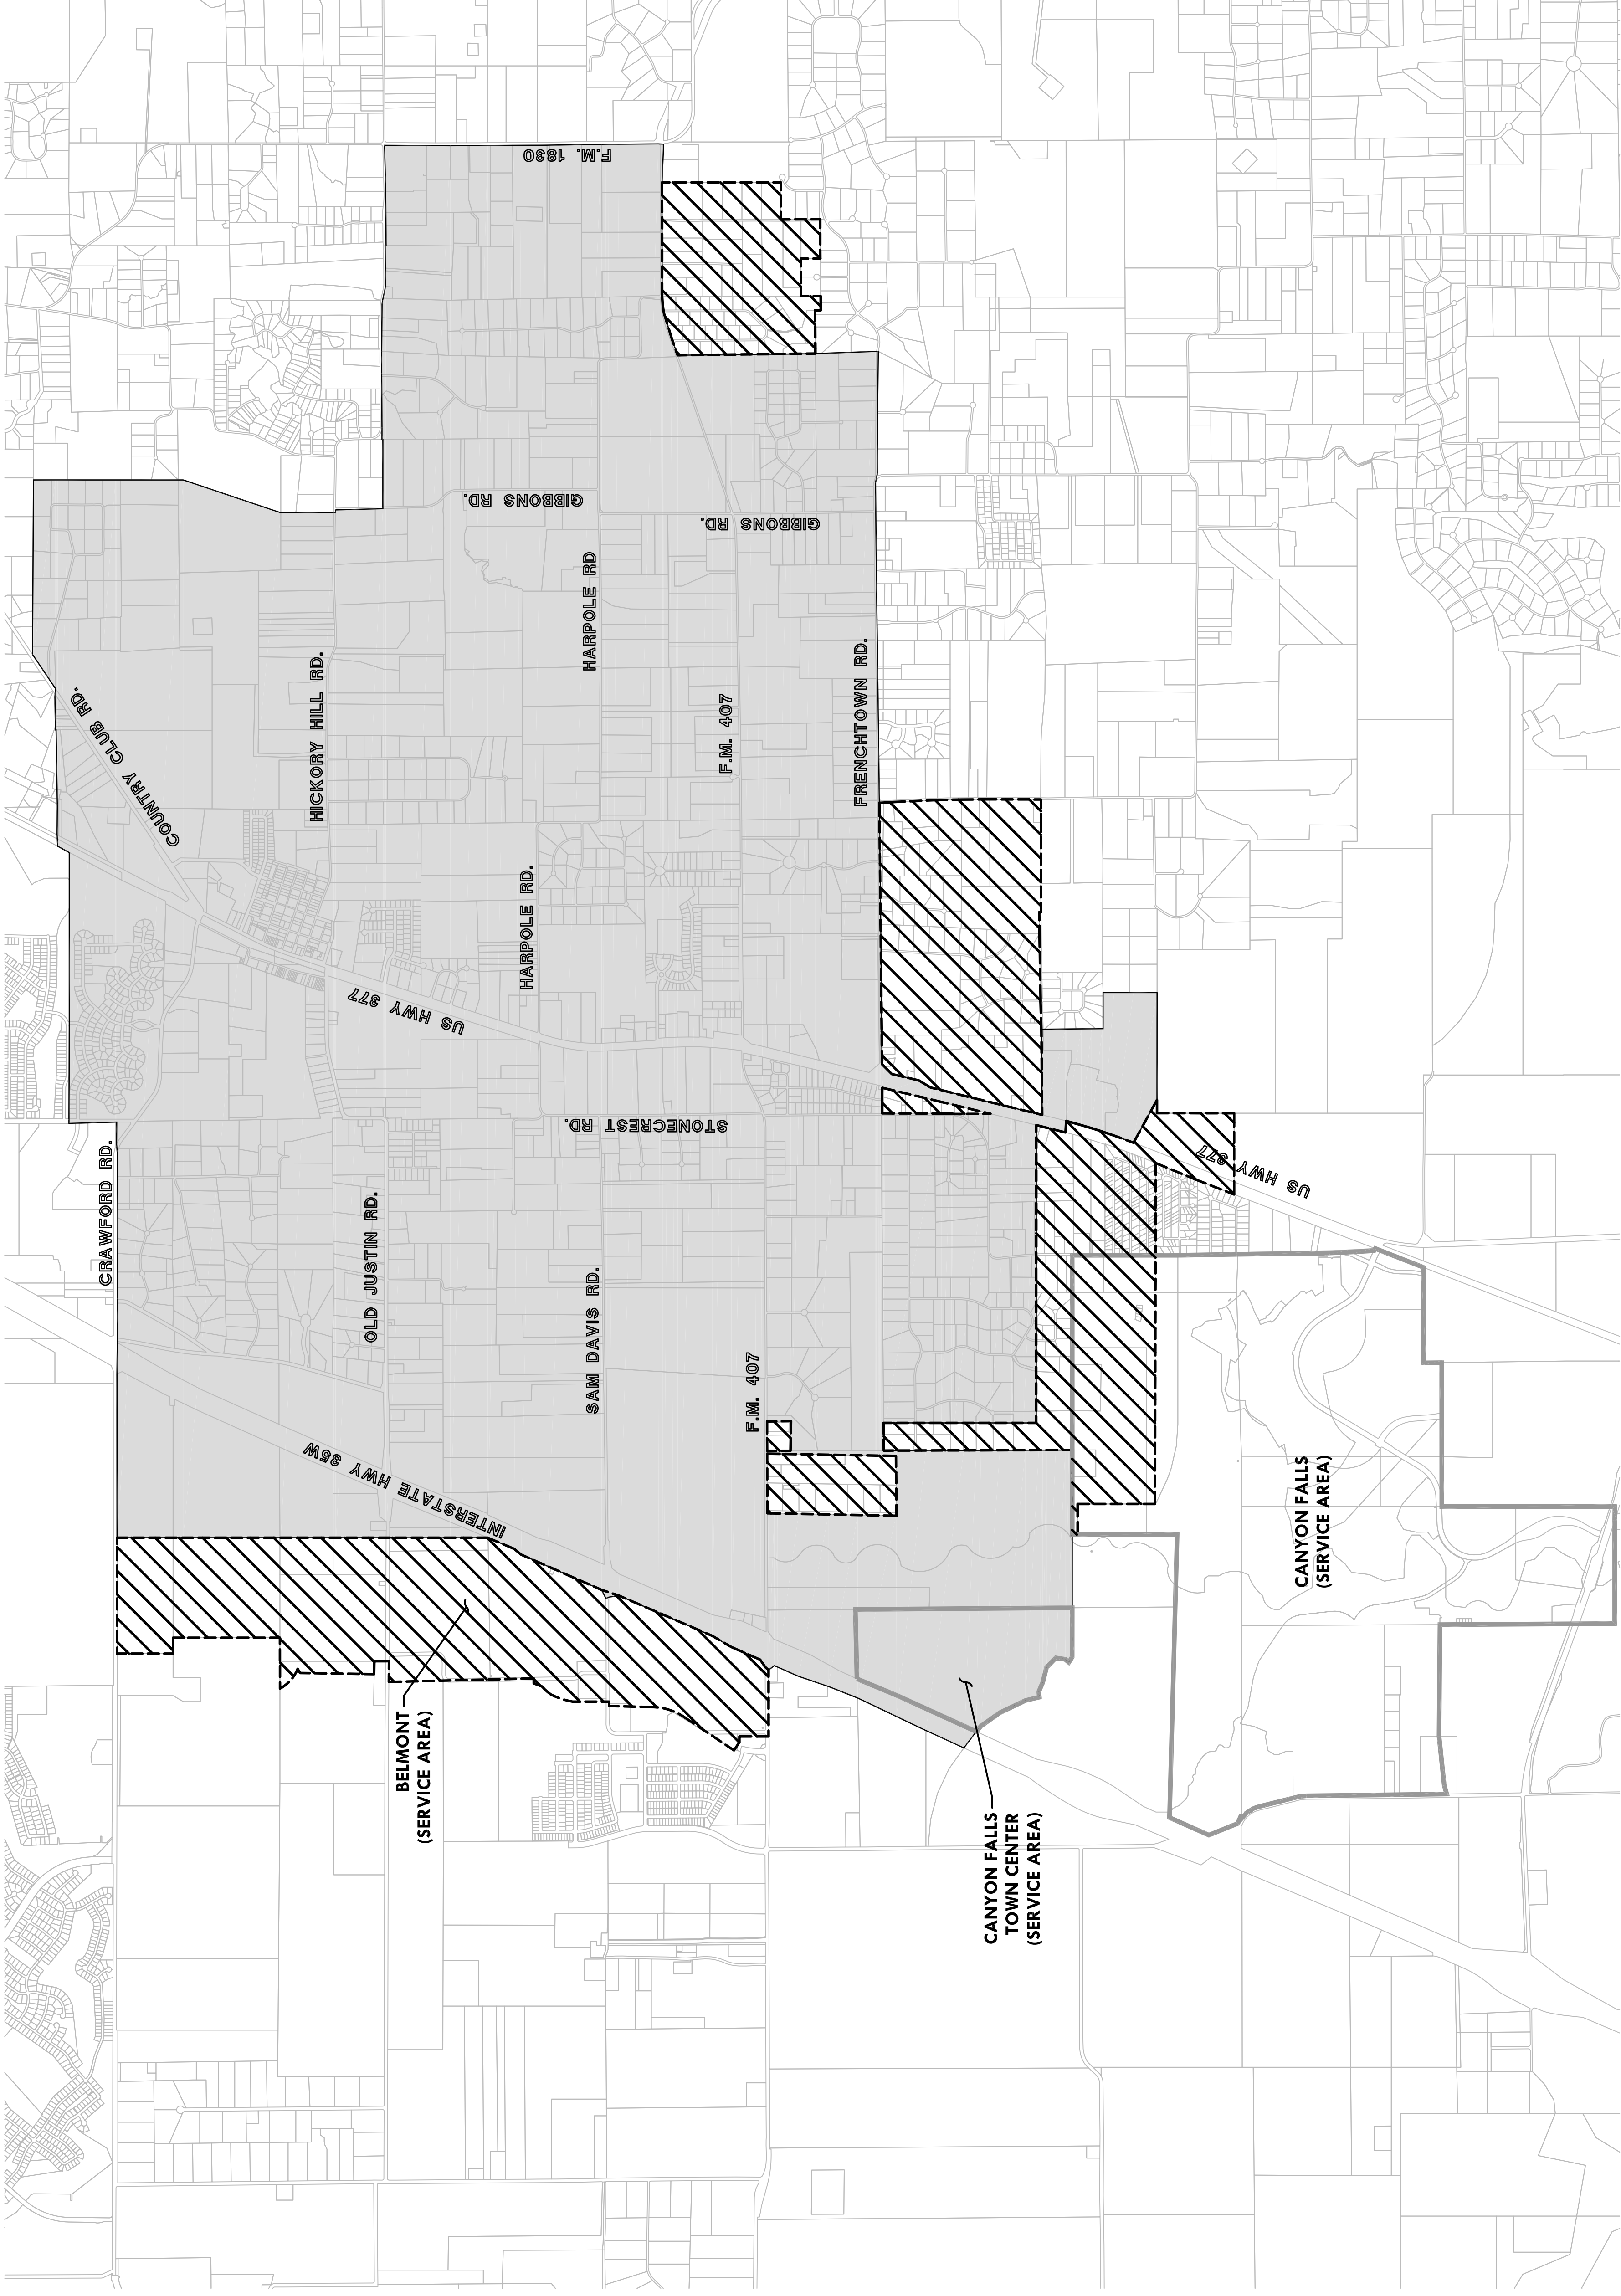 F.M. 1830
GIBBONS RD.
GIBBONS RD.
HARPOLE RD
COUNTRY CLUB RD.
HICKORY HILL RD.
F.M. 407
FRENCHTOWN RD.
HARPOLE RD.
US HWY 377
STONECREST RD.
CRAWFORD RD.
OLD JUSTIN RD.
SAM DAVIS RD.
F.M. 407
US HWY 377
INTERSTATE HWY 35W
CANYON FALLS
(SERVICE AREA)
BELMONT
(SERVICE AREA)
CANYON FALLS
TOWN CENTER
(SERVICE AREA)